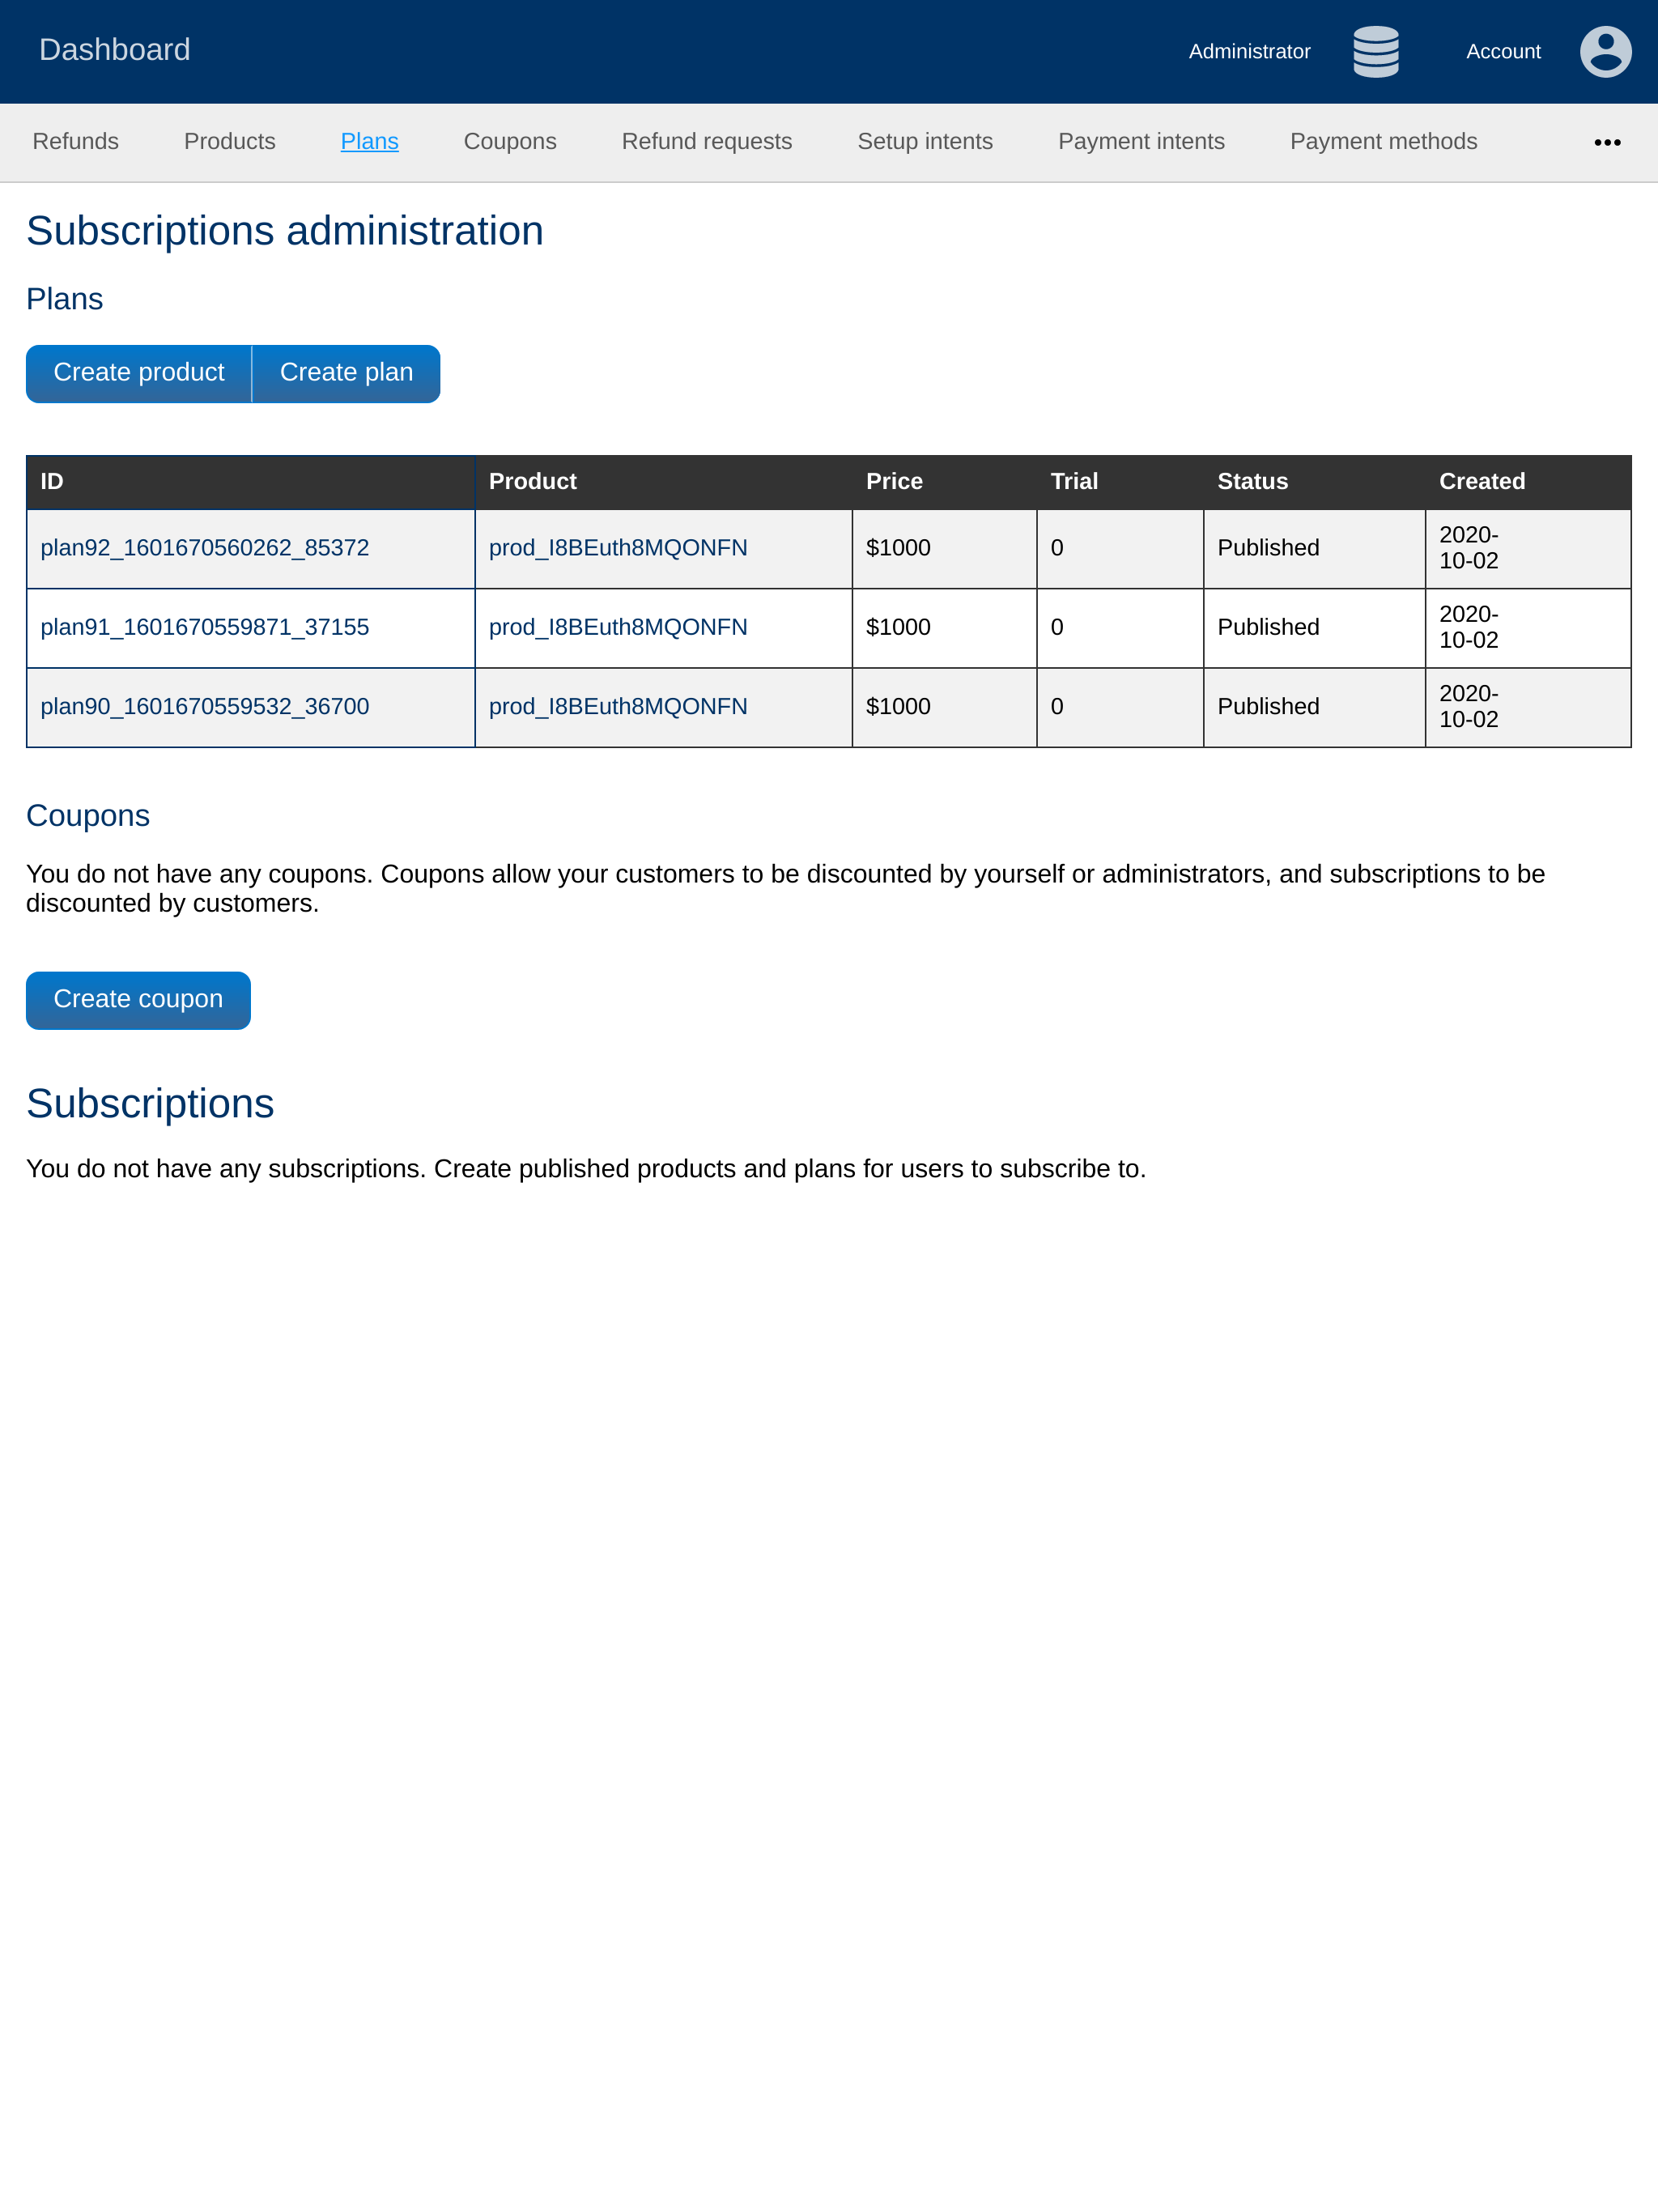 Dashboard
Administrator
Account
Refunds Products Plans Coupons Refund requests Setup intents Payment intents Payment methods •••
Subscriptions administration
Plans
Create product Create plan
ID Product Price Trial Status Created
plan92_1601670560262_85372 prod_I8BEuth8MQONFN $1000 0 Published 2020-
10-02
plan91_1601670559871_37155 prod_I8BEuth8MQONFN $1000 0 Published 2020-
10-02
plan90_1601670559532_36700 prod_I8BEuth8MQONFN $1000 0 Published 2020-
10-02
Coupons
You do not have any coupons. Coupons allow your customers to be discounted by yourself or administrators, and subscriptions to be
discounted by customers.
Create coupon
Subscriptions
You do not have any subscriptions. Create published products and plans for users to subscribe to.